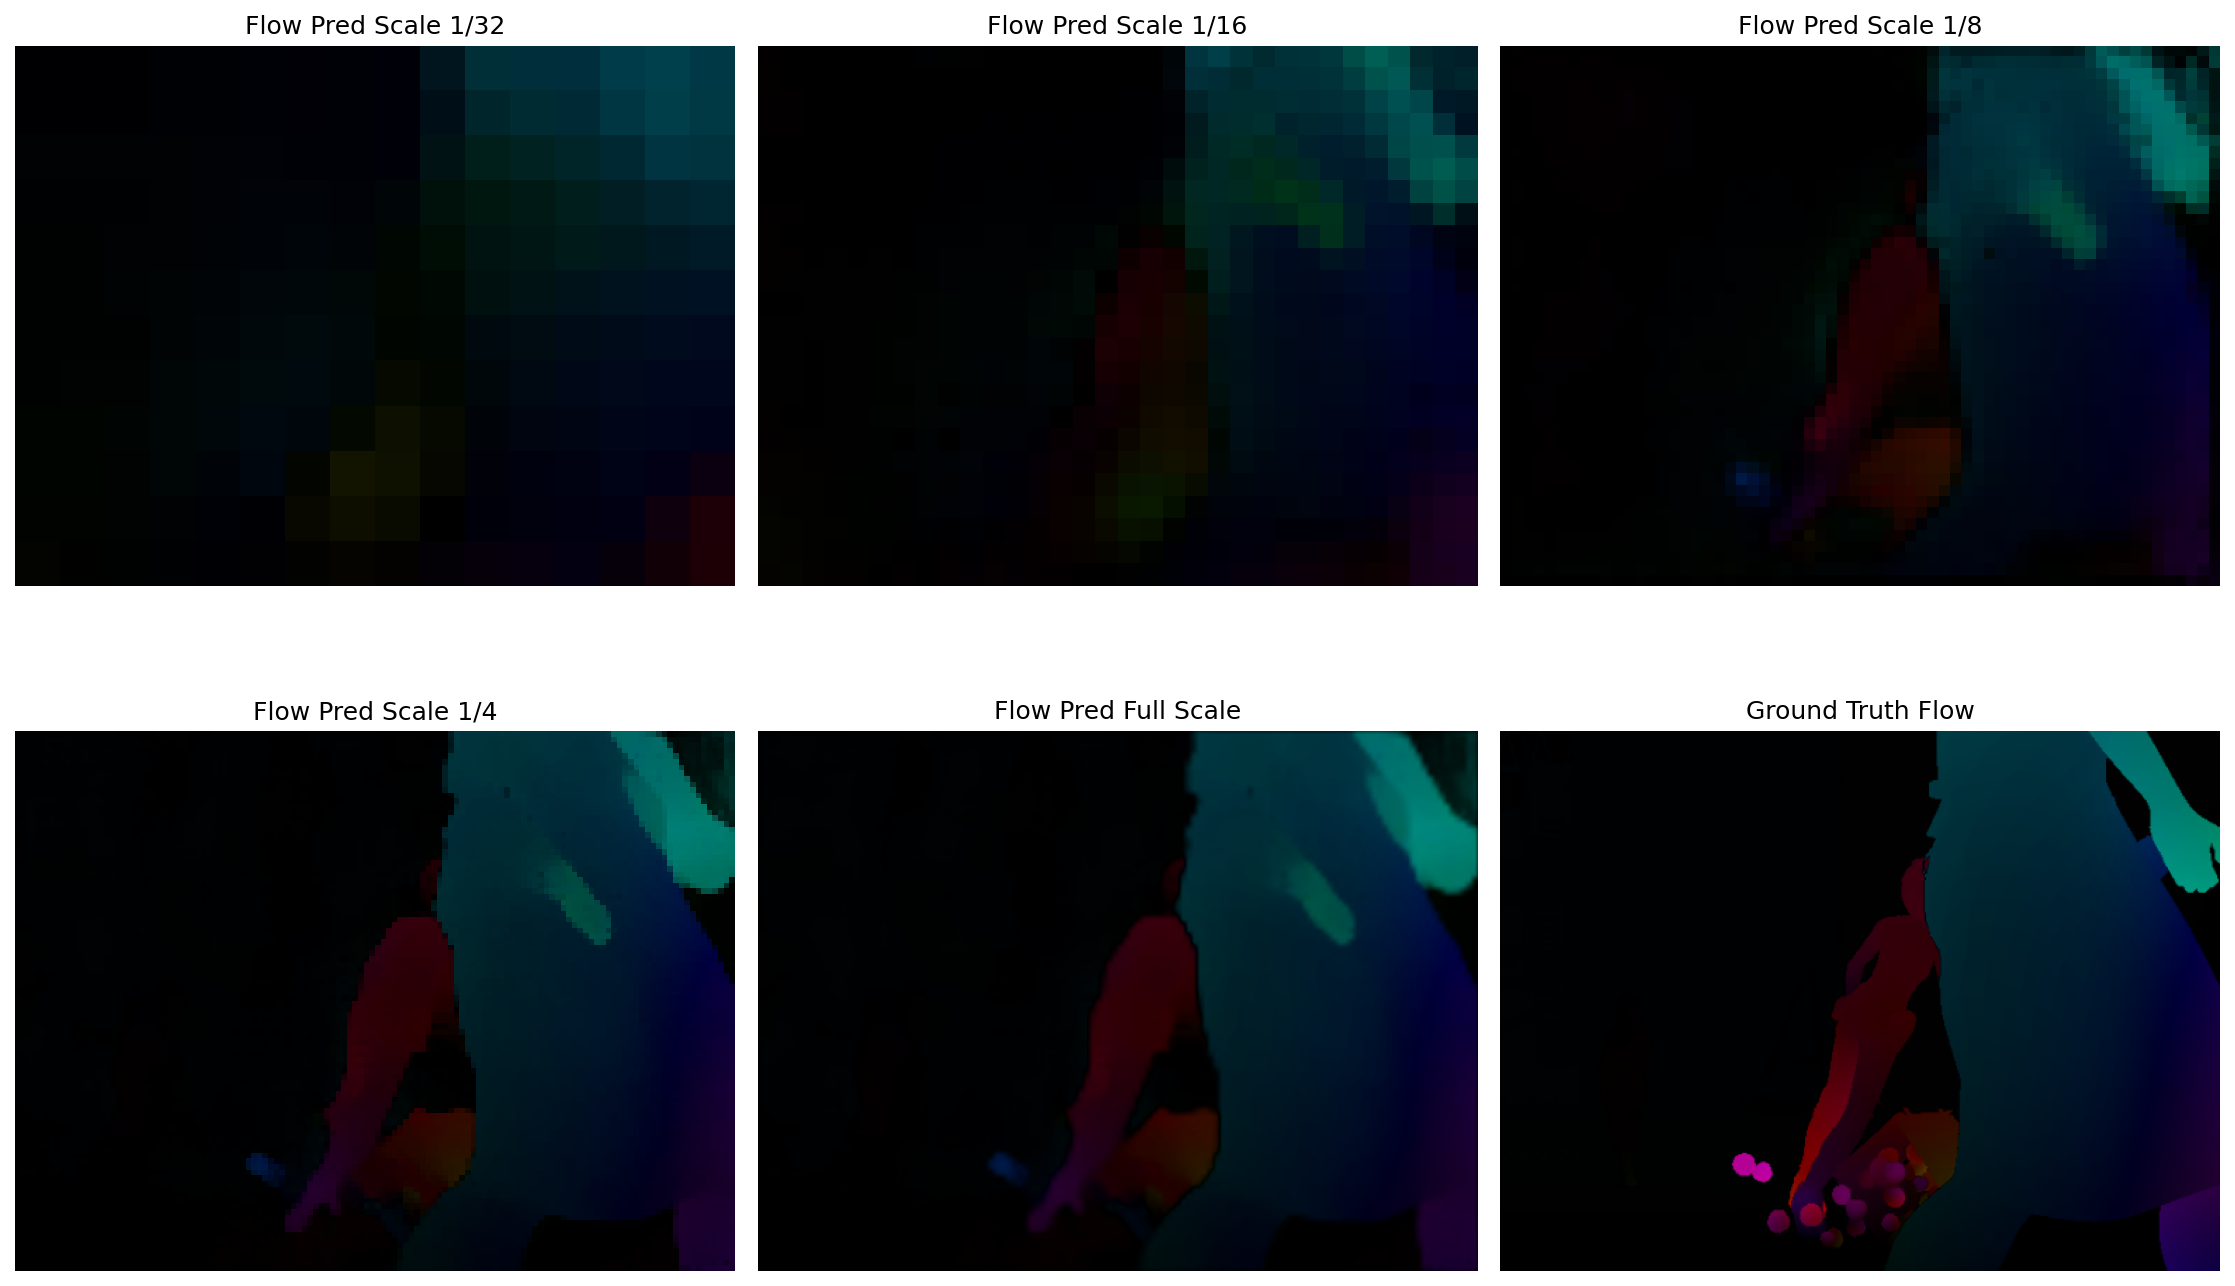 Flow Pred Scale 1/32
Flow Pred Scale 1/16
Flow Pred Scale 1/8
Flow Pred Scale 1/4
Flow Pred Full Scale
Ground Truth Flow